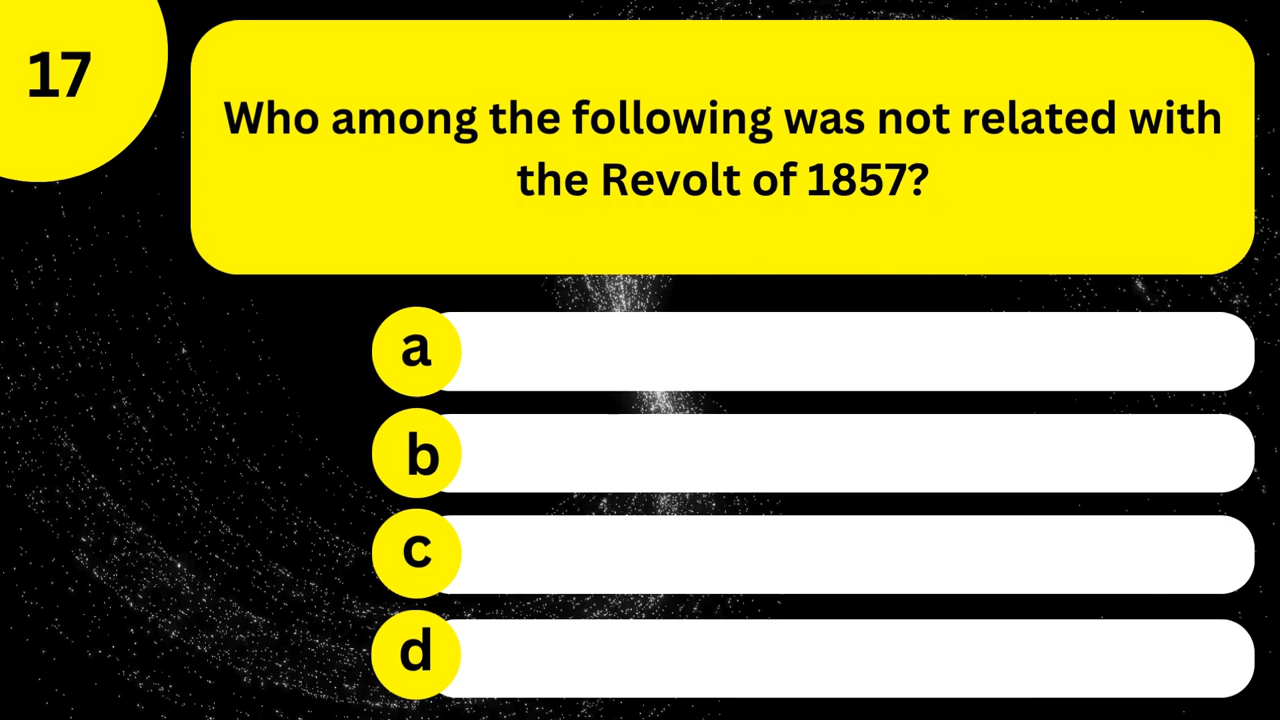 17
Who among the following was not related with
the Revolt of 1857?
a
b
c
d